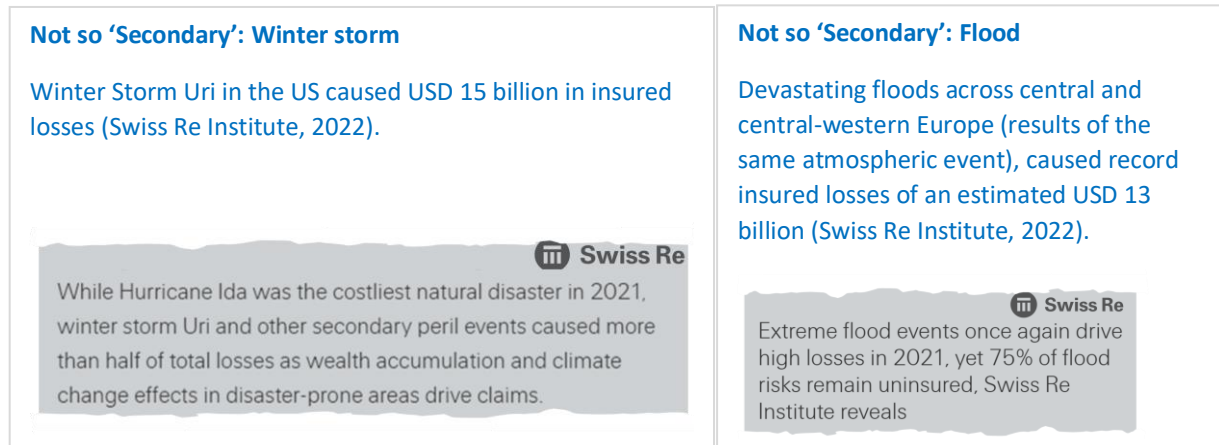 Not so ‘Secondary’: Winter storm
Winter Storm Uri in the US caused USD 15 billion in insured
losses (Swiss Re Institute, 2022).
Swiss Re
While Hurricane Ida was the costliest natural disaster in 2021,
winter storm Uri and other secondary peril events caused more
than half of total losses as wealth accumulation and climate
change effects in disaster-prone areas drive claims.
Not so ‘Secondary’: Flood
Devastating floods across central and
central-western Europe (results of the
same atmospheric event), caused record
insured losses of an estimated USD 13
billion (Swiss Re Institute, 2022).
Swiss Re
Extreme flood events once again drive
high losses in 2021, yet 75% of flood
risks remain uninsured, Swiss Re
Institute reveals